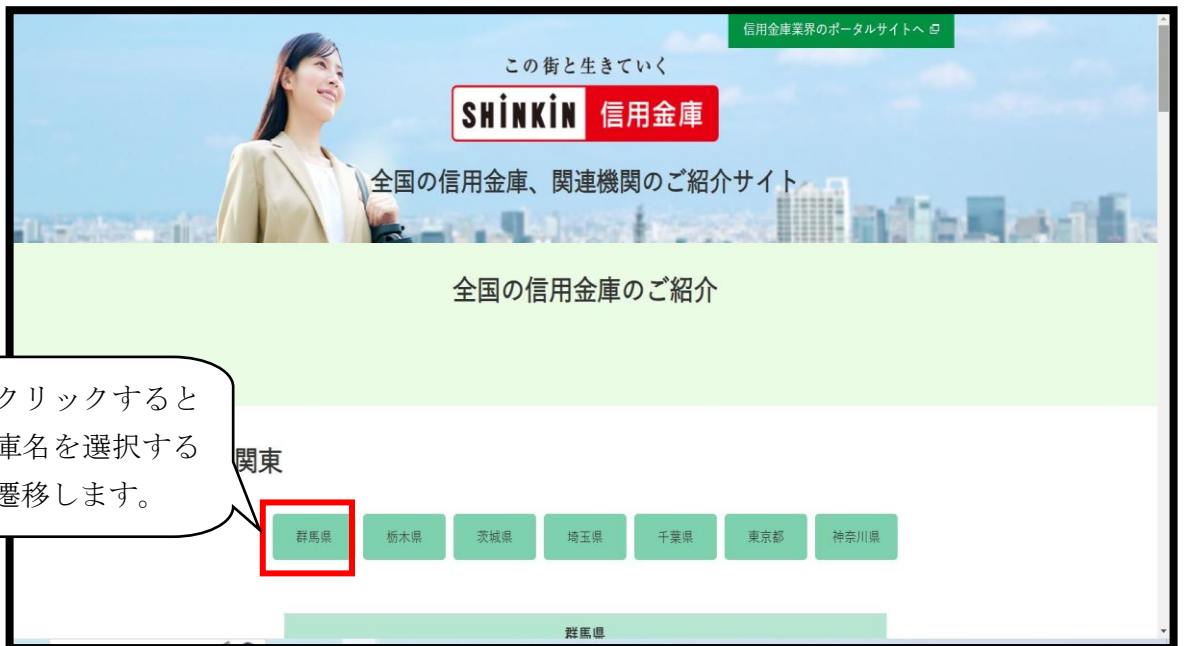 信用金庫業界のポータルサイトへ
この街と生きていく
SHINKIN 信用金庫
全国の信用金庫、関連機関のご紹介サイト
全国の信用金庫のご紹介
クリックすると
庫名を選択する
遷移します。
関東
群馬県 栃木県 茨城県 埼玉県 千葉県 東京都 神奈川県
群馬県